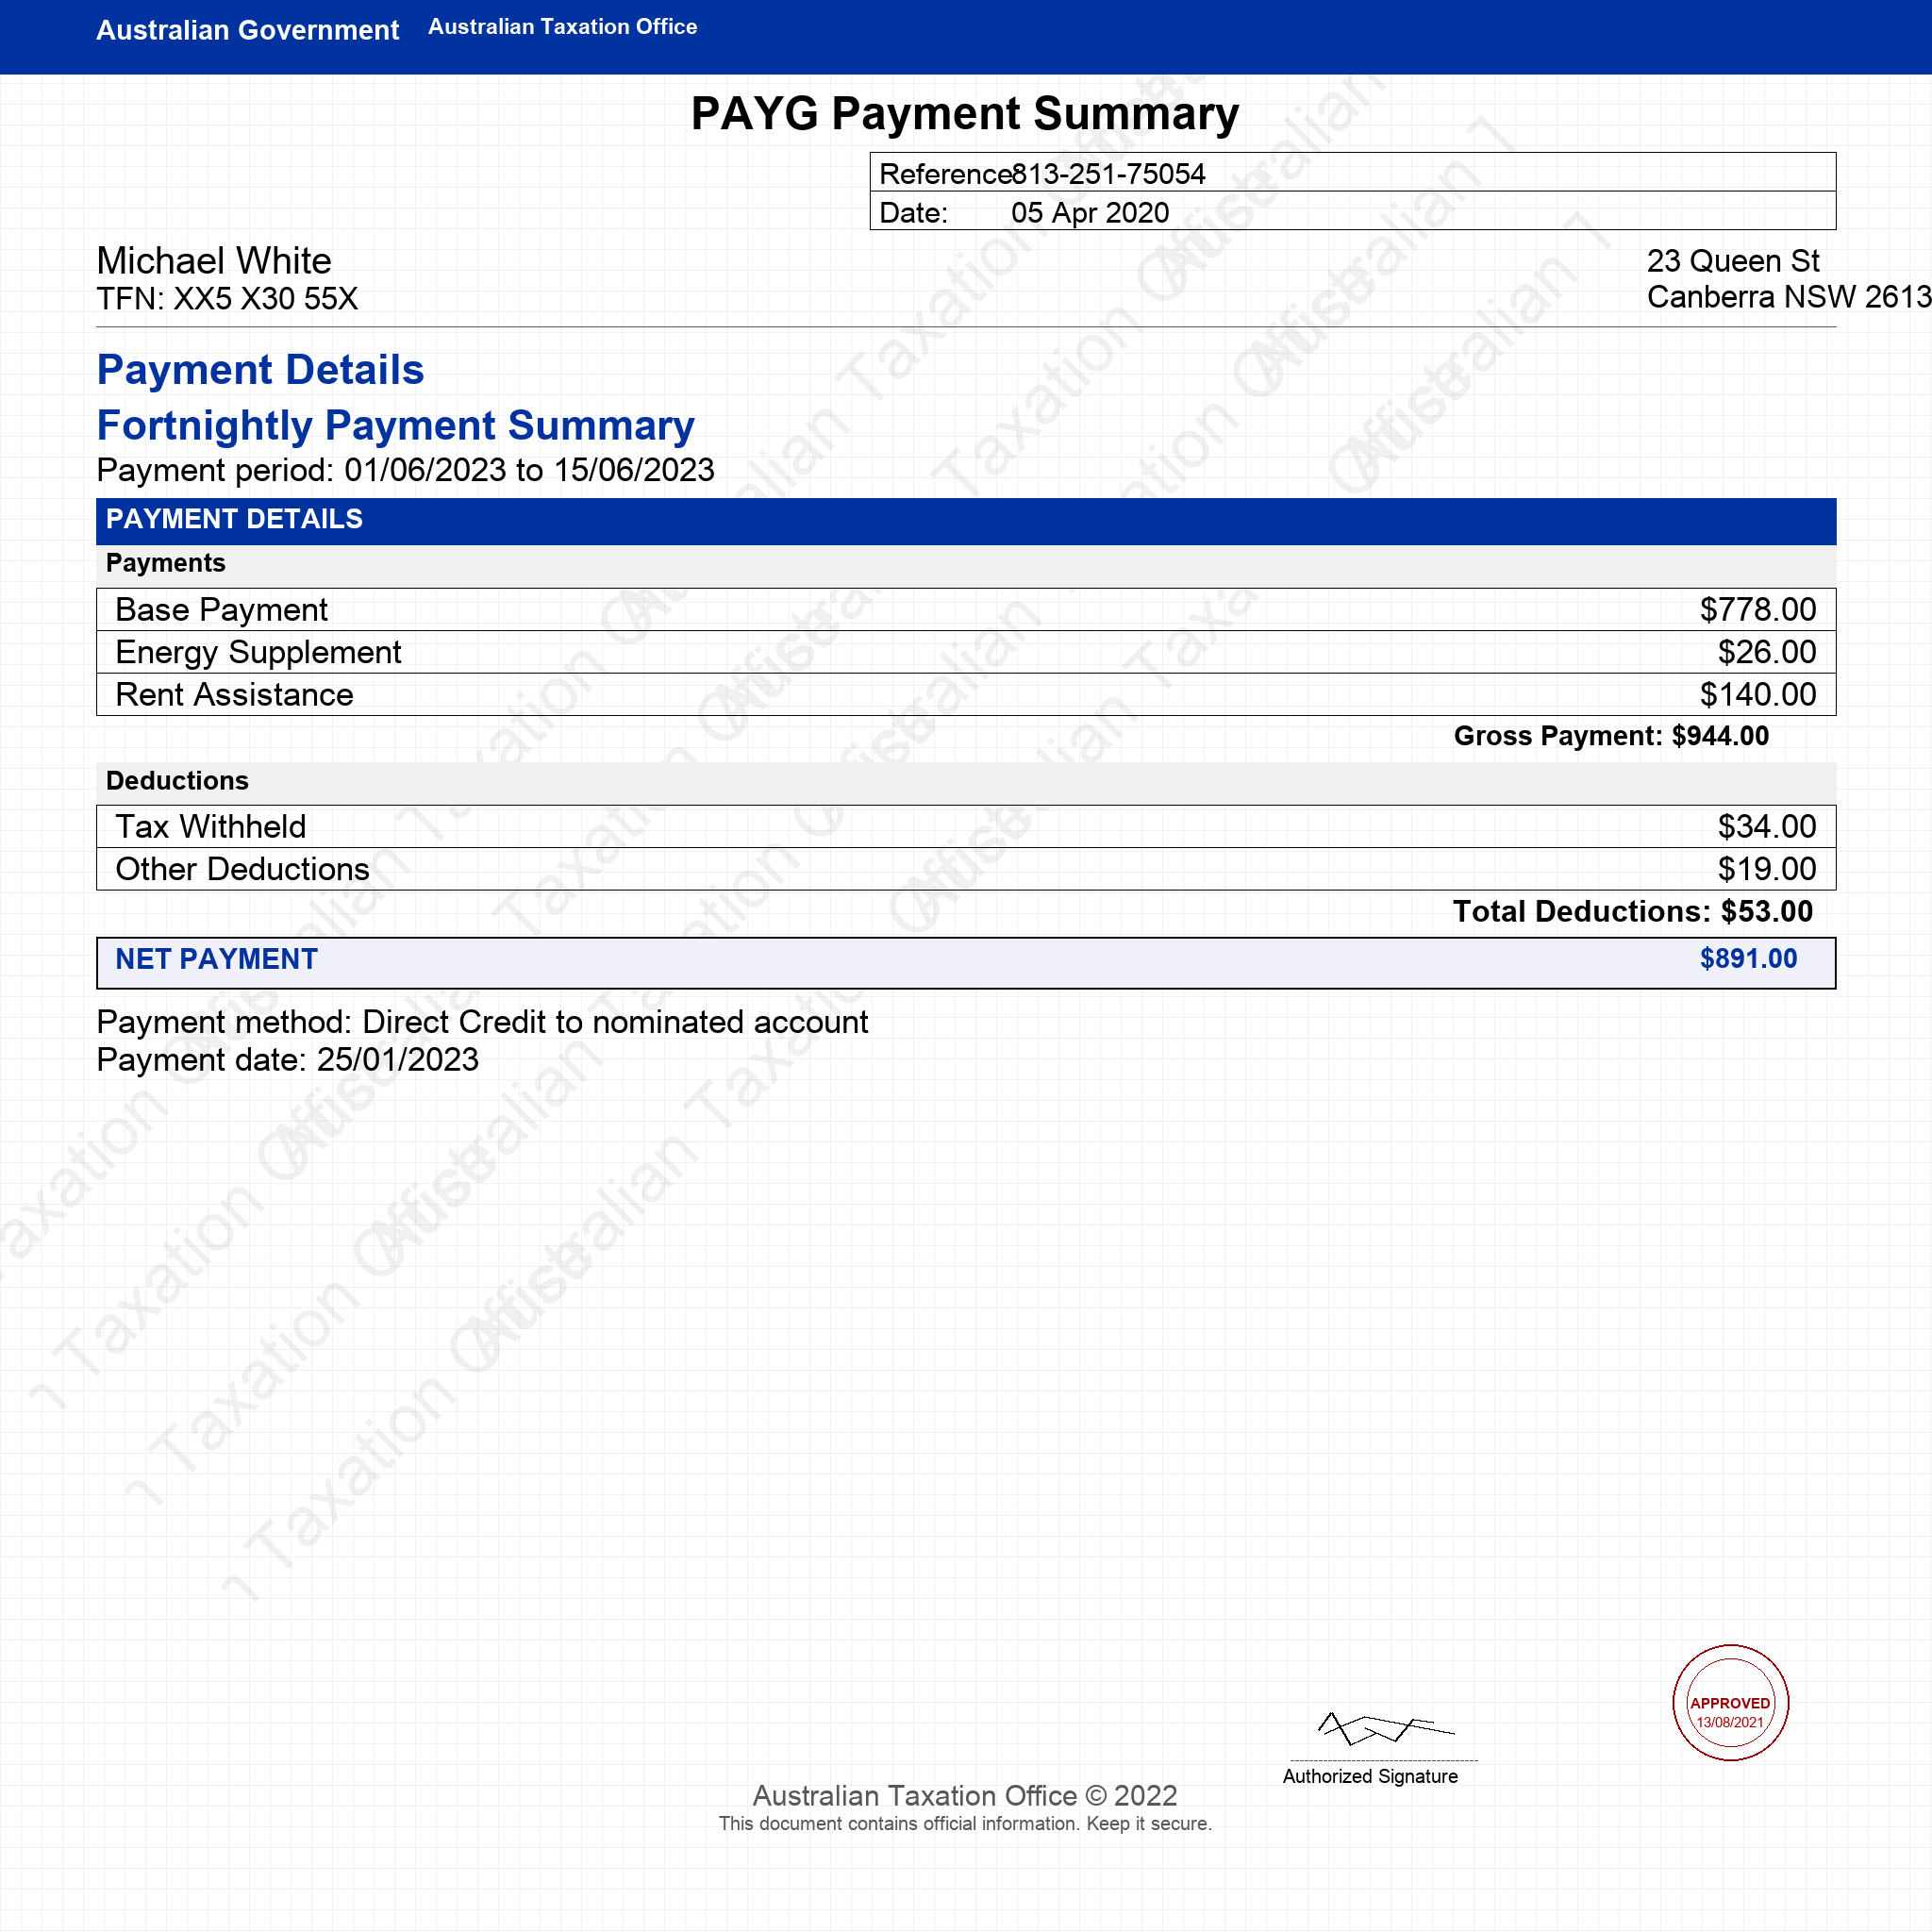 Australian Government Australian Taxation Office
PAYG Payment Summary
Reference: 813-251-75054
Date: 05 Apr 2020
Michael White
TFN: XX5 X30 55X
23 Queen St
Canberra NSW 2613
Payment Details
Fortnightly Payment Summary
Payment period: 01/06/2023 to 15/06/2023
PAYMENT DETAILS
Payments
Base Payment $778.00
Energy Supplement $26.00
Rent Assistance $140.00
Gross Payment: $944.00
Deductions
Tax Withheld $34.00
Other Deductions $19.00
Total Deductions: $53.00
NET PAYMENT $891.00
Payment method: Direct Credit to nominated account
Payment date: 25/01/2023
APPROVED
13/08/2021
Authorized Signature
Australian Taxation Office © 2022
This document contains official information. Keep it secure.